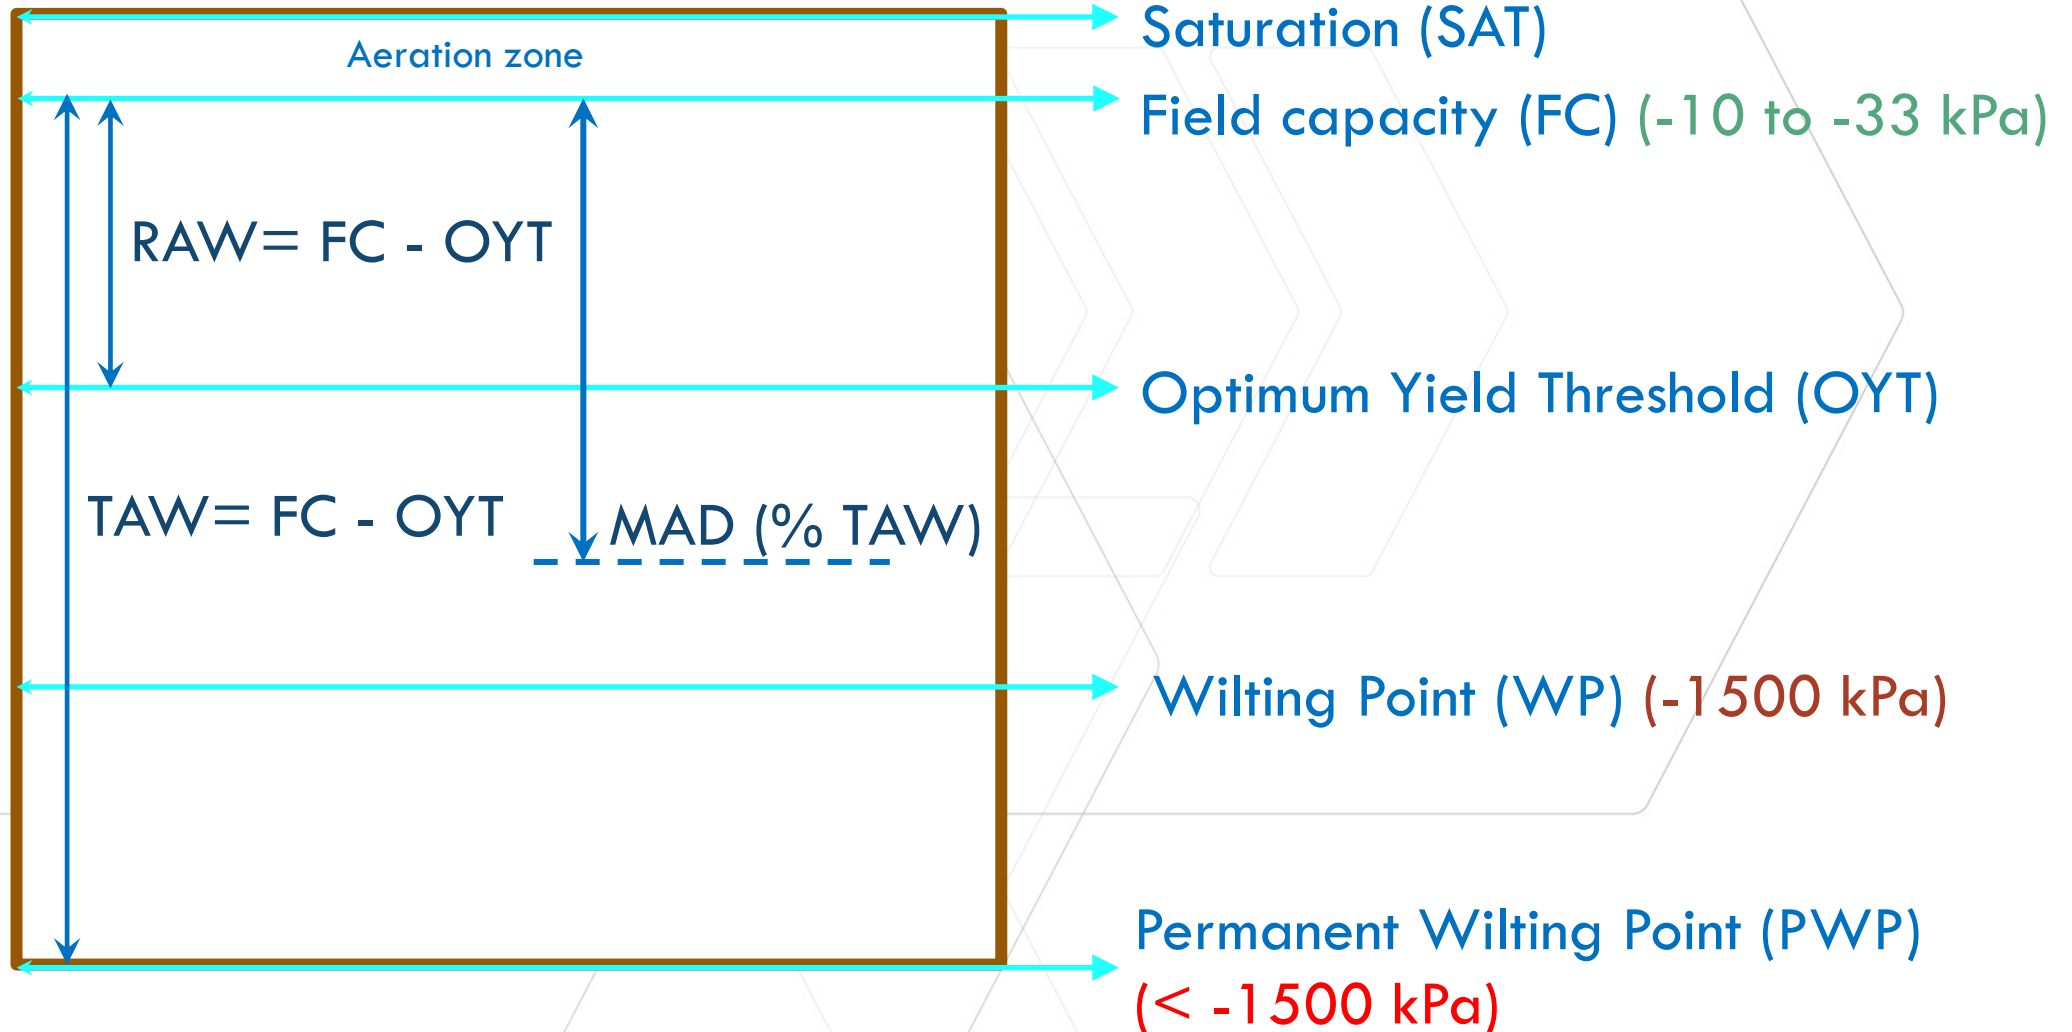 Saturation (SAT)
Aeration zone
Field capacity (FC) (-10 to -33 kPa)
RAW= FC - OYT
Optimum Yield Threshold (OYT)
TAW= FC - OYT
MAD (% TAW)
Wilting Point (WP) (-1500 kPa)
Permanent Wilting Point (PWP)
(< -1500 kPa)